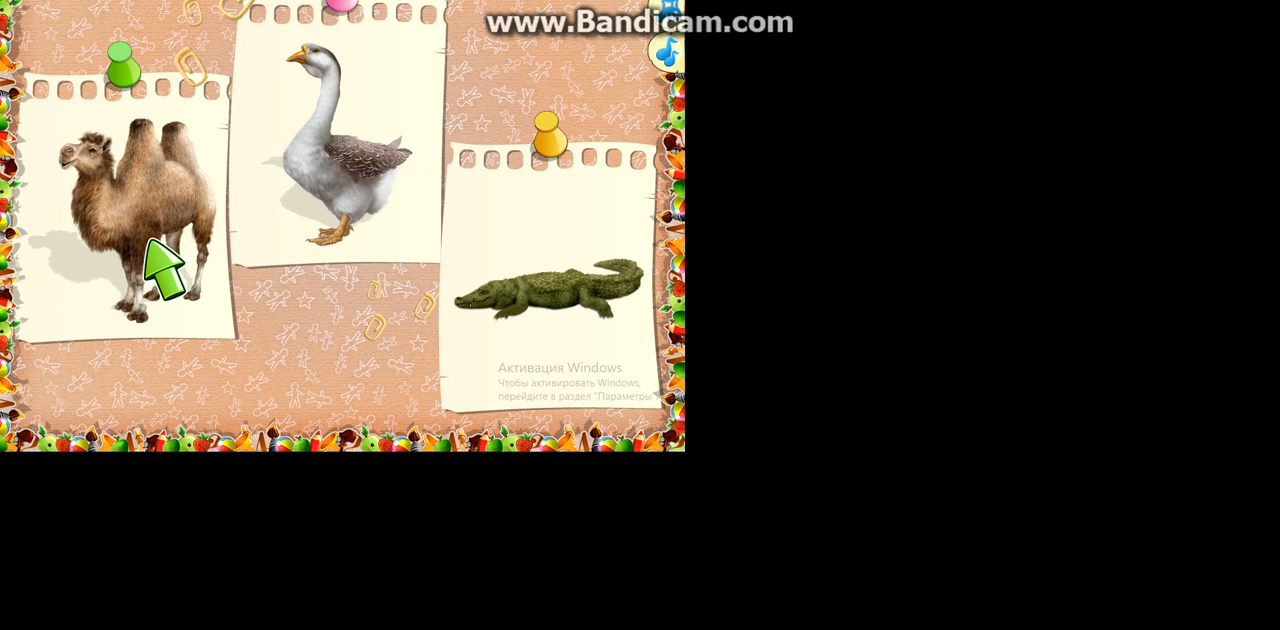 www.Bandicam.com
Активация Windows
Чтобы активировать Windows,
перейдите в раздел "Параметры